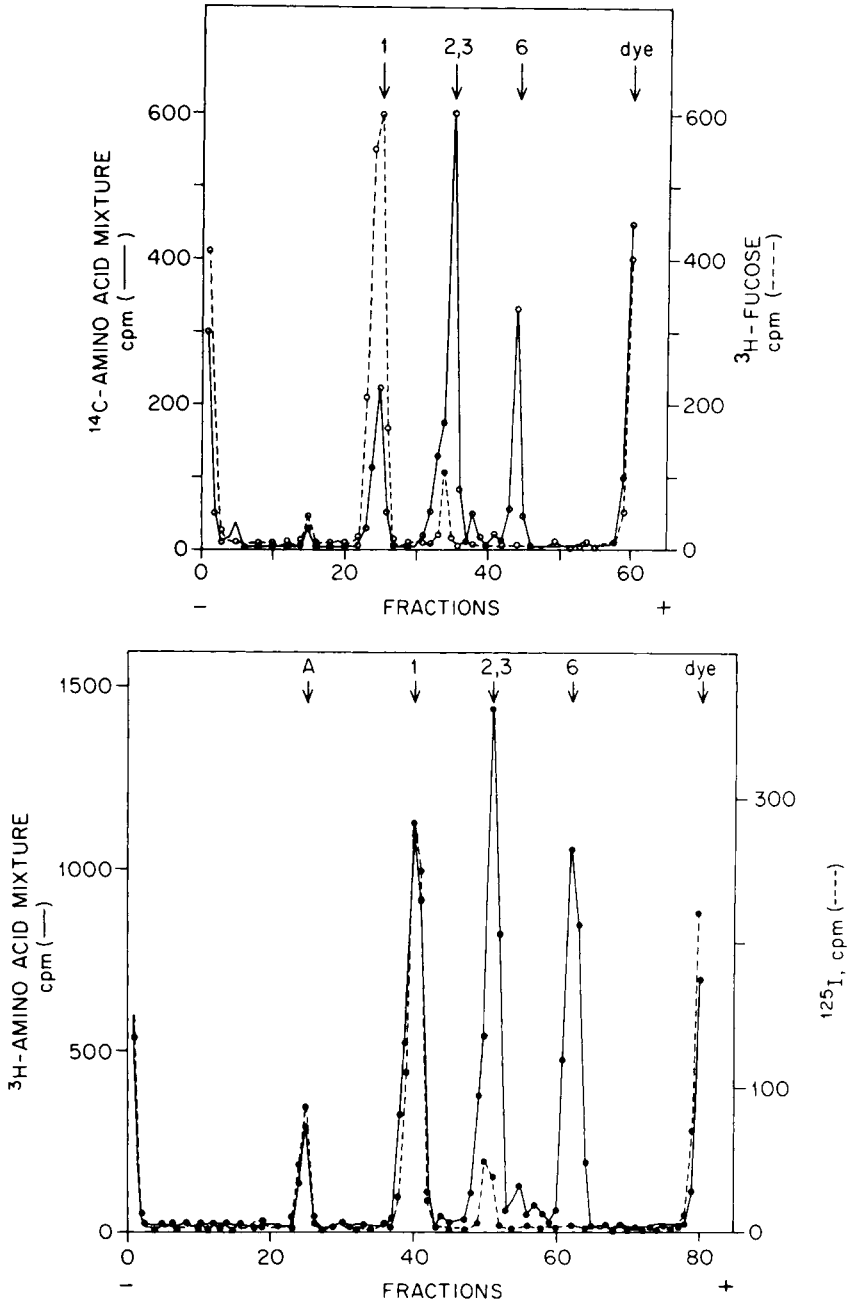 1 2,3 6 dye
600 600
400 400
200 200
0 0
¹⁴C-AMINO ACID MIXTURE
cpm (——)
³H-FUCOSE
cpm (----)
0 20 40 60
− FRACTIONS +
A 1 2,3 6 dye
1500
1000
500
0
300
100
0
³H-AMINO ACID MIXTURE
cpm (——)
¹²⁵I, cpm (----)
0 20 40 60 80
− FRACTIONS +